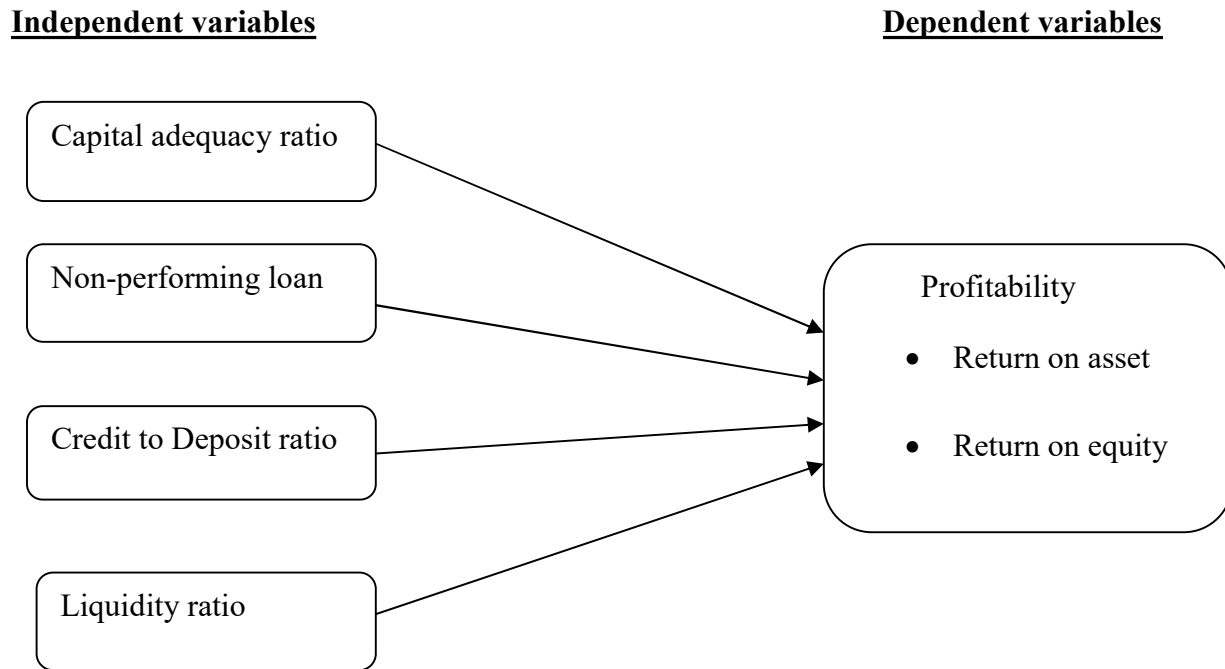 Independent variables
Dependent variables
Capital adequacy ratio
Non-performing loan
Credit to Deposit ratio
Liquidity ratio
Profitability
• Return on asset
• Return on equity